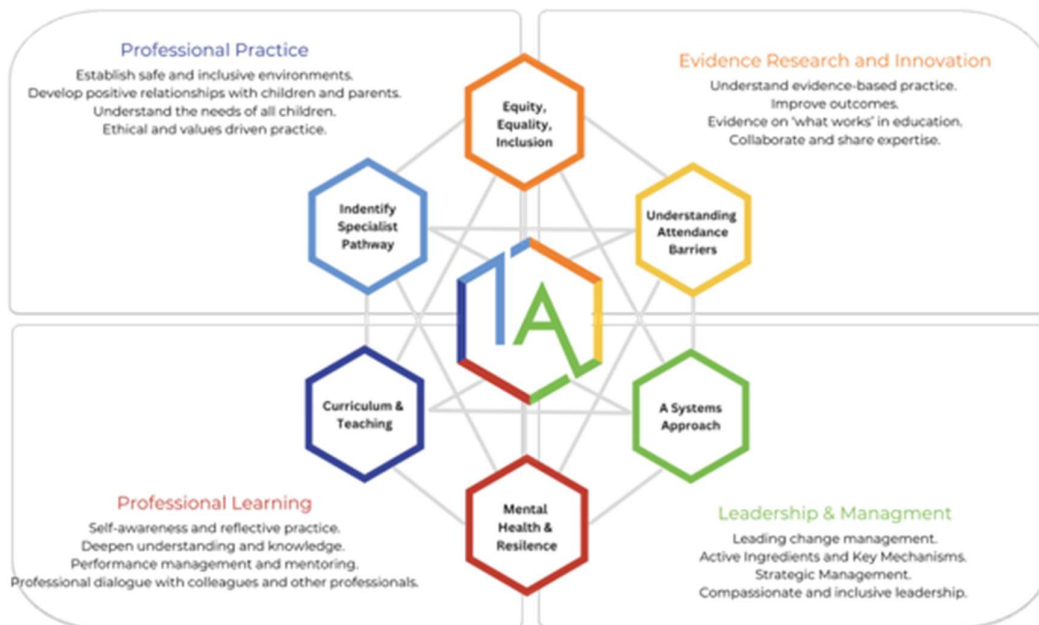 Professional Practice
Establish safe and inclusive environments.
Develop positive relationships with children and parents.
Understand the needs of all children.
Ethical and values driven practice.
Evidence Research and Innovation
Understand evidence-based practice.
Improve outcomes.
Evidence on 'what works' in education.
Collaborate and share expertise.
Equity,
Equality,
Inclusion
Indentify
Specialist
Pathway
Understanding
Attendance
Barriers
1A
Curriculum &
Teaching
A Systems
Approach
Mental
Health &
Resilence
Professional Learning
Self-awareness and reflective practice.
Deepen understanding and knowledge.
Performance management and mentoring.
Professional dialogue with colleagues and other professionals.
Leadership & Managment
Leading change management.
Active Ingredients and Key Mechanisms.
Strategic Management.
Compassionate and inclusive leadership.